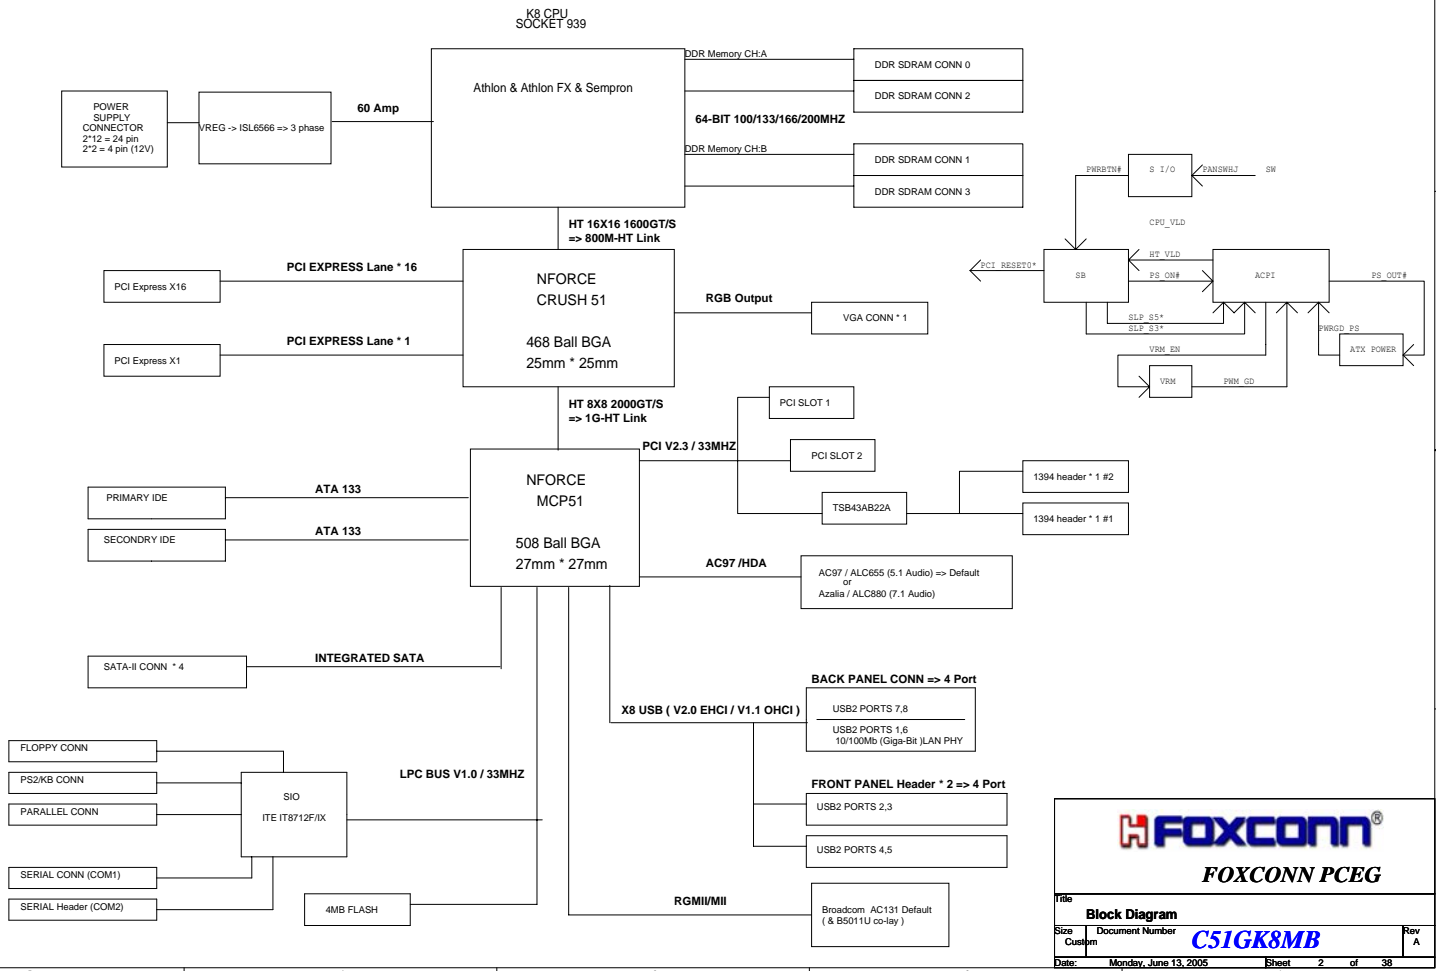 K8 CPU
SOCKET 939
Athlon & Athlon FX & Sempron
POWER
SUPPLY
CONNECTOR
2*12 = 24 pin
2*2 = 4 pin (12V)
VREG -> ISL6566 => 3 phase
60 Amp
DDR Memory CH:A
DDR SDRAM CONN 0
DDR SDRAM CONN 2
64-BIT 100/133/166/200MHZ
DDR Memory CH:B
DDR SDRAM CONN 1
DDR SDRAM CONN 3
HT 16X16 1600GT/S
=> 800M-HT Link
PWRBTN#
S I/O
PANSWHJ
SW
CPU_VLD
PCI_RESET0*
SB
HT_VLD
PS_ON#
ACPI
PS_OUT#
SLP_S5*
SLP_S3*
PWRGD_PS
VRM_EN
ATX POWER
VRM
PWM_GD
PCI Express X16
PCI EXPRESS Lane * 16
NFORCE
CRUSH 51
468 Ball BGA
25mm * 25mm
RGB Output
VGA CONN * 1
PCI Express X1
PCI EXPRESS Lane * 1
HT 8X8 2000GT/S
=> 1G-HT Link
PCI SLOT 1
PCI V2.3 / 33MHZ
PCI SLOT 2
TSB43AB22A
1394 header * 1 #2
1394 header * 1 #1
NFORCE
MCP51
508 Ball BGA
27mm * 27mm
PRIMARY IDE
ATA 133
SECONDRY IDE
ATA 133
AC97 /HDA
AC97 / ALC655 (5.1 Audio) => Default
or
Azalia / ALC880 (7.1 Audio)
SATA-II CONN * 4
INTEGRATED SATA
BACK PANEL CONN => 4 Port
X8 USB ( V2.0 EHCI / V1.1 OHCI )
USB2 PORTS 7,8
USB2 PORTS 1,6
10/100Mb (Giga-Bit )LAN PHY
FRONT PANEL Header * 2 => 4 Port
USB2 PORTS 2,3
USB2 PORTS 4,5
FLOPPY CONN
PS2/KB CONN
PARALLEL CONN
SERIAL CONN (COM1)
SERIAL Header (COM2)
SIO
ITE IT8712F/IX
LPC BUS V1.0 / 33MHZ
4MB FLASH
RGMII/MII
Broadcom AC131 Default
( & B5011U co-lay )
FOXCONN®
FOXCONN PCEG
Title
Block Diagram
Size
Custom
Document Number
C51GK8MB
Rev
A
Date: Monday, June 13, 2005 Sheet 2 of 38